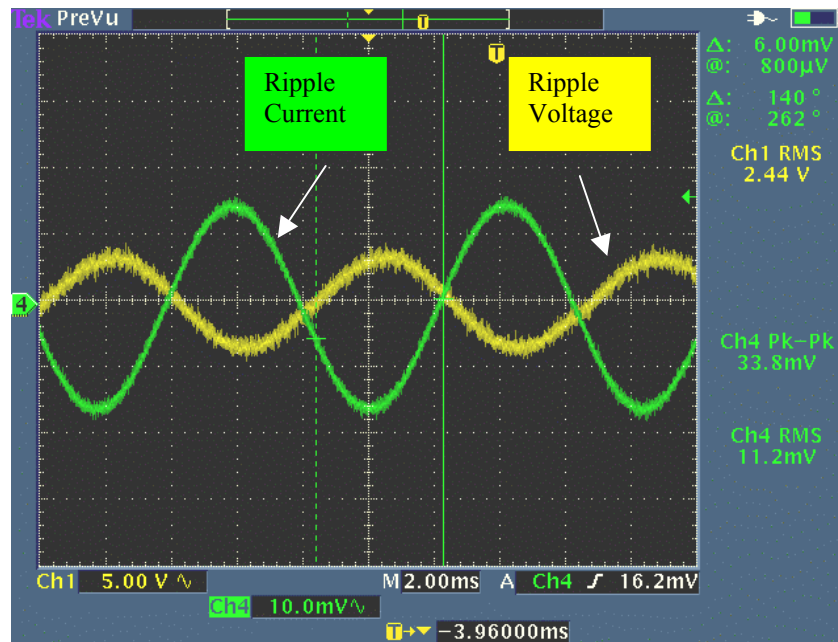 Tek PreVu
T
T
Δ: 6.00mV
@: 800µV
Δ: 140 °
@: 262 °
Ch1 RMS
2.44 V
Ripple
Current
Ripple
Voltage
4
Ch4 Pk-Pk
33.8mV
Ch4 RMS
11.2mV
Ch1 5.00 V M 2.00ms A Ch4 16.2mV
Ch4 10.0mV
T -3.96000ms